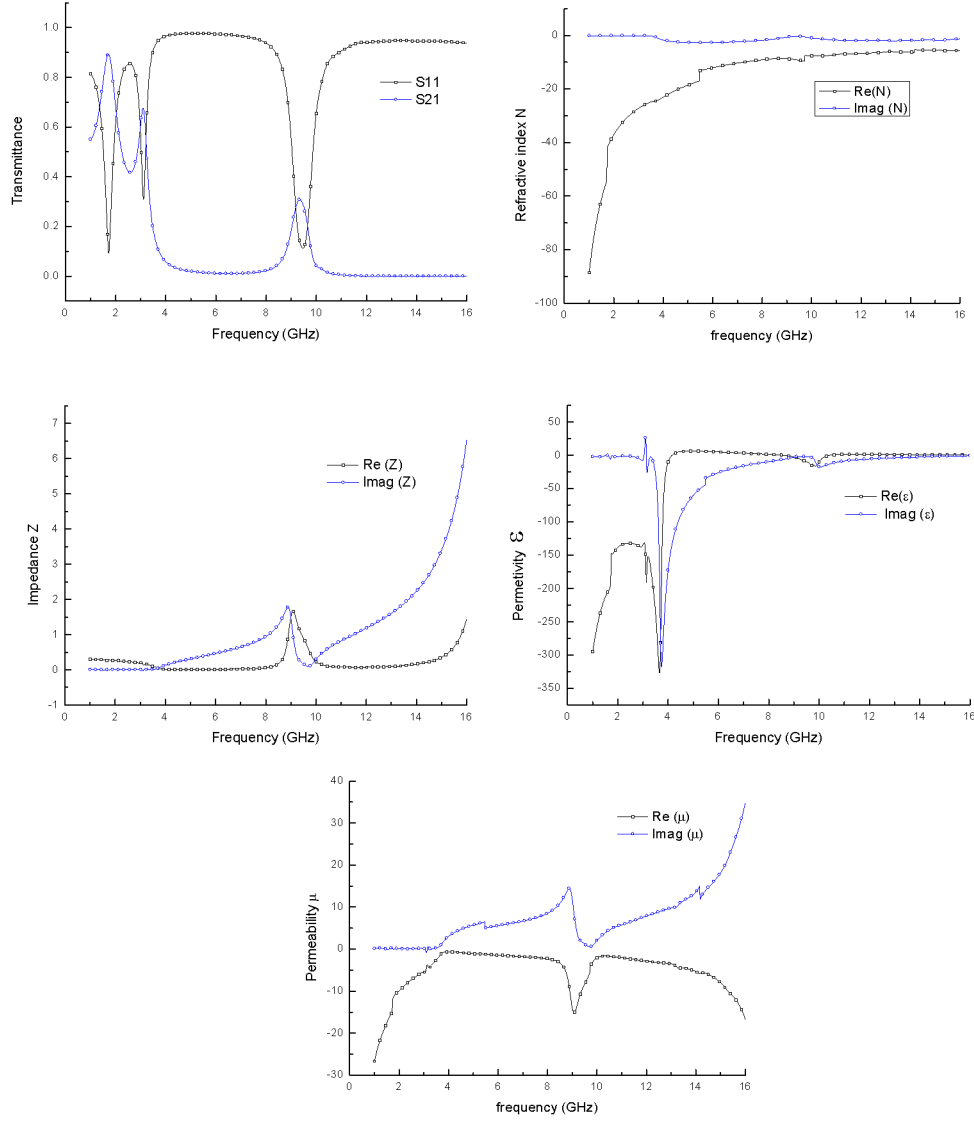 1.0
0.8
0.6
0.4
0.2
0.0
Transmittance
S11
S21
0 2 4 6 8 10 12 14 16
Frequency (GHz)
0
-20
-40
-60
-80
-100
Refractive index N
Re(N)
Imag (N)
0 2 4 6 8 10 12 14 16
frequency (GHz)
7
6
5
4
3
2
1
0
-1
Impedance Z
Re (Z)
Imag (Z)
0 2 4 6 8 10 12 14 16
Frequency (GHz)
75
50
25
0
-50
-100
-150
-200
-250
-300
-350
Permetivity ε
Re(ε)
Imag (ε)
0 2 4 6 8 10 12 14 16
Frequency (GHz)
40
30
20
10
0
-10
-20
-30
Permeability μ
Re (μ)
Imag (μ)
0 2 4 6 8 10 12 14 16
frequency (GHz)